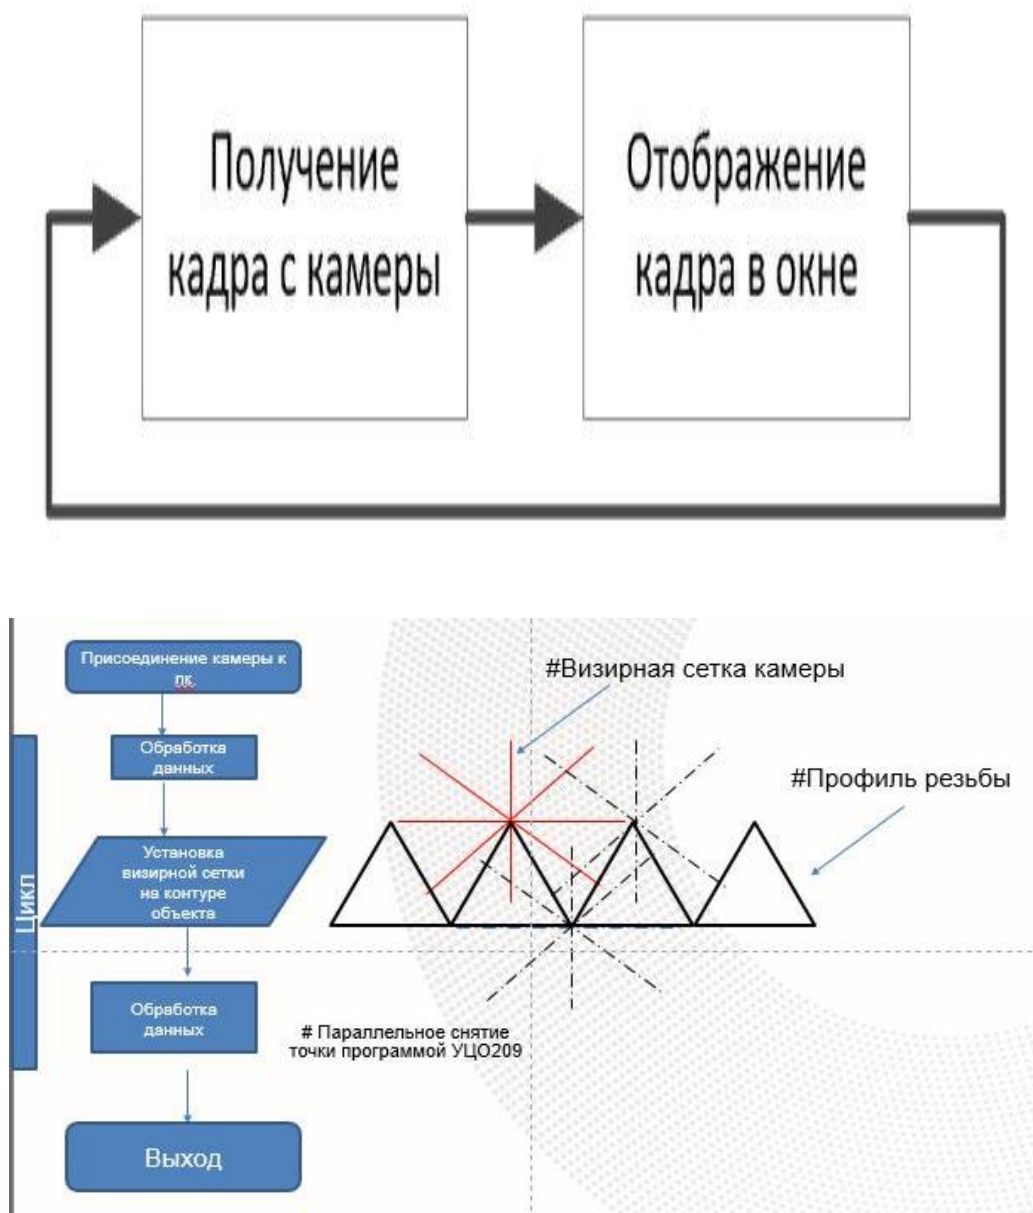 Получение
кадра с камеры
Отображение
кадра в окне
Присоединение камеры к
пк
Обработка
данных
Установка
визирной сетки
на контуре
объекта
Цикл
Обработка
данных
Выход
#Визирная сетка камеры
#Профиль резьбы
# Параллельное снятие
точки программой УЦО209